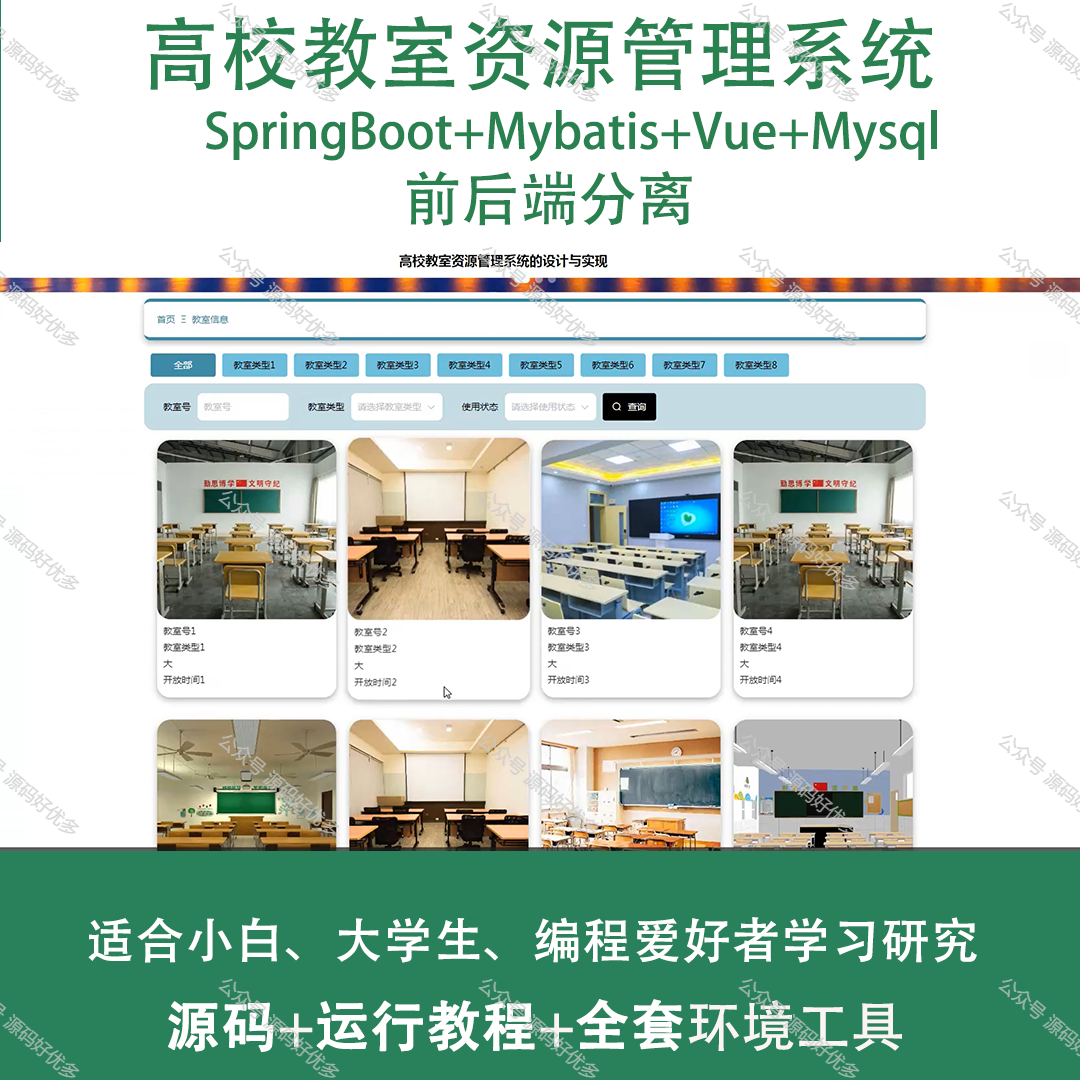 高校教室资源管理系统
SpringBoot+Mybatis+Vue+Mysql
前后端分离
高校教室资源管理系统的设计与实现
首页 Ξ 教室信息
全部 教室类型1 教室类型2 教室类型3 教室类型4 教室类型5 教室类型6 教室类型7 教室类型8
教室号 教室号 教室类型 请选择教室类型 使用状态 请选择使用状态 查询
勤思博学 文明守纪
勤思博学 文明守纪
教室号1 教室号2 教室号3 教室号4
教室类型1 教室类型2 教室类型3 教室类型4
大 大 大 大
开放时间1 开放时间2 开放时间3 开放时间4
适合小白、大学生、编程爱好者学习研究
源码+运行教程+全套环境工具
公众号 源码好优多